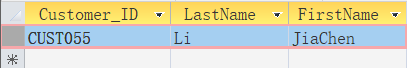 Customer_ID LastName FirstName
CUST055 Li JiaChen